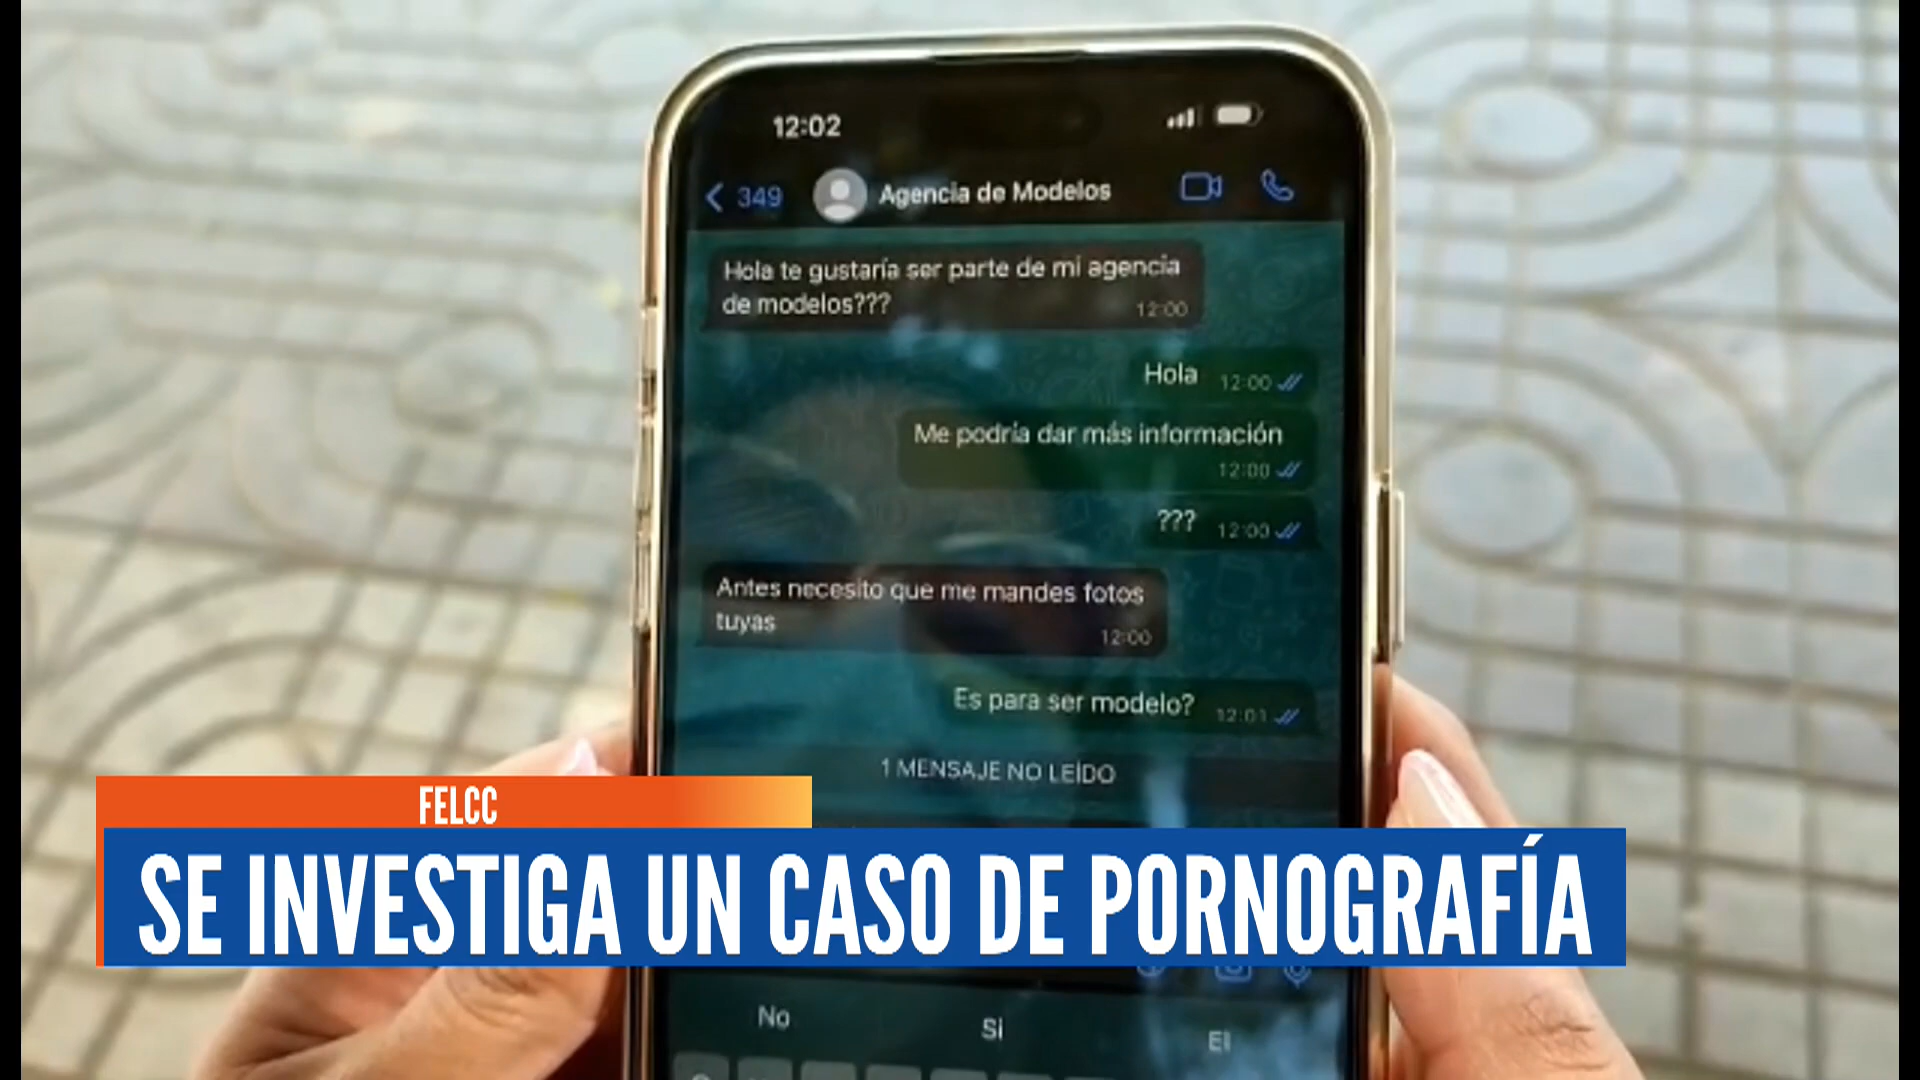 12:02
349
Agencia de Modelos
Hola te gustaría ser parte de mi agencia
de modelos???
12:00
Hola
12:00
Me podría dar más información
12:00
???
12:00
Antes necesito que me mandes fotos
tuyas
12:00
Es para ser modelo?
12:01
1 MENSAJE NO LEÍDO
FELCC
SE INVESTIGA UN CASO DE PORNOGRAFÍA
No
Si
El